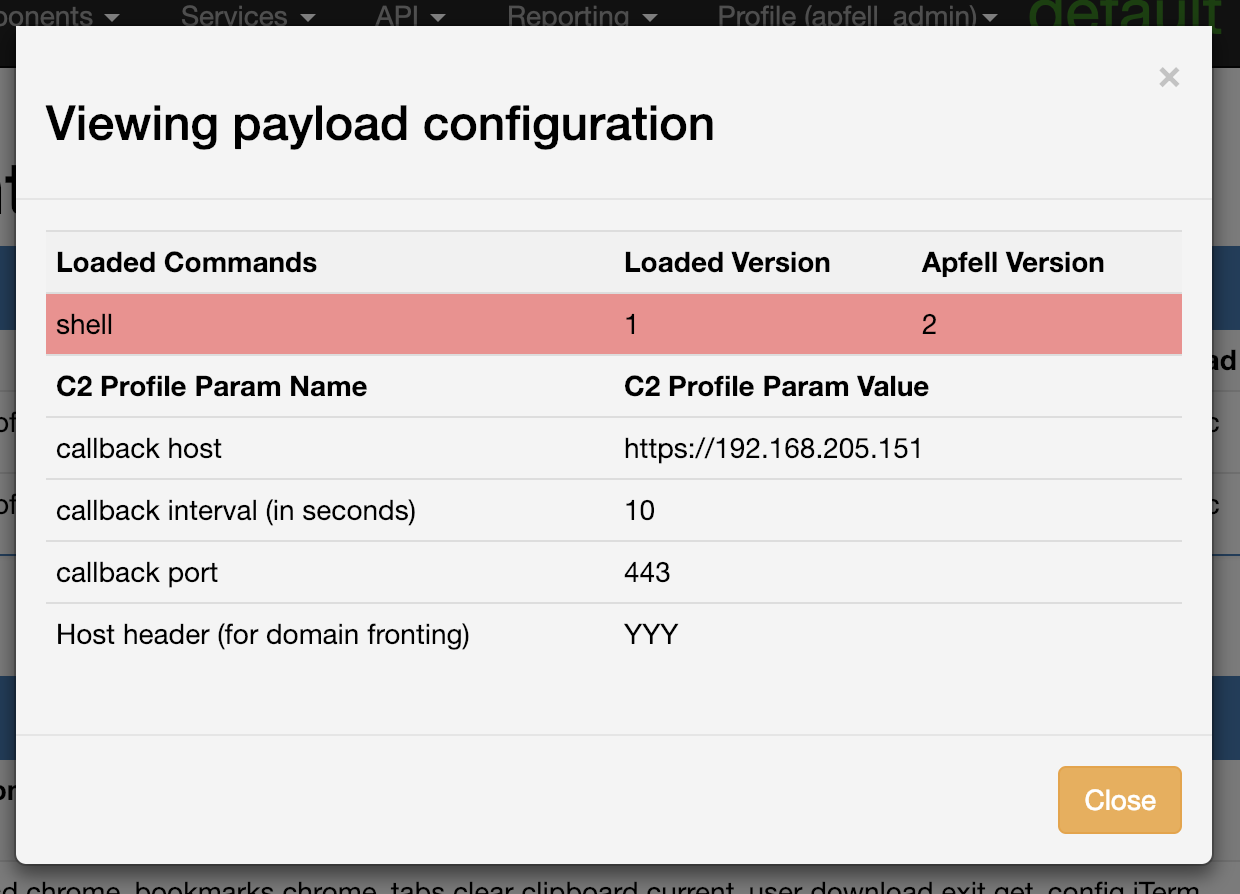 Services API Reporting Profile (apfell_admin) default
×
Viewing payload configuration
Loaded Commands Loaded Version Apfell Version
shell 1 2
C2 Profile Param Name C2 Profile Param Value
callback host https://192.168.205.151
callback interval (in seconds) 10
callback port 443
Host header (for domain fronting) YYY
Close
chrome_bookmarks chrome_tabs clear clipboard current_user download exit get_config iTerm